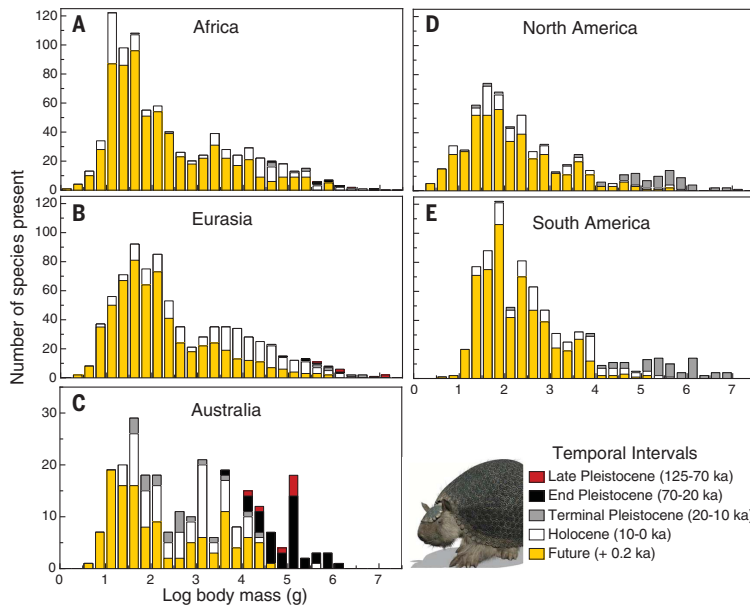 A
Africa
120
100
80
60
40
20
0
B
Eurasia
120
100
80
60
40
20
0
C
Australia
30
20
10
0
0 1 2 3 4 5 6 7
Log body mass (g)
Number of species present
D
North America
E
South America
0 1 2 3 4 5 6 7
Temporal Intervals
Late Pleistocene (125-70 ka)
End Pleistocene (70-20 ka)
Terminal Pleistocene (20-10 ka)
Holocene (10-0 ka)
Future (+ 0.2 ka)